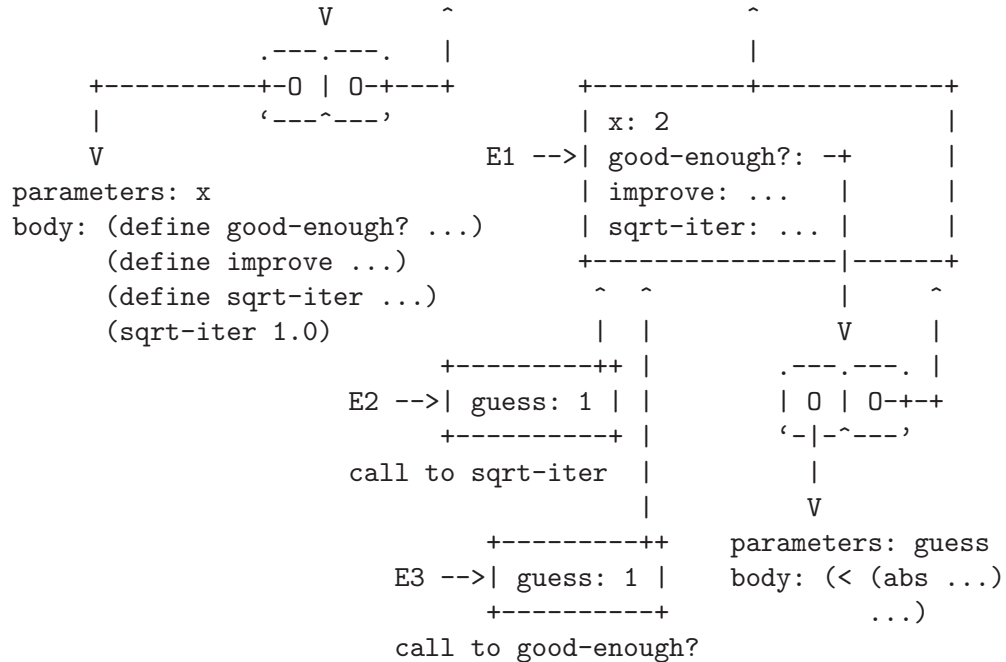 V         ^                   ^
               .---.---.     |                   |
    +----------+-O | O-+---+        +----------+------------+
    |          ‘---^---’            | x: 2                  |
    V                         E1 -->| good-enough?: -+      |
parameters: x                       | improve: ...   |      |
body: (define good-enough? ...)     | sqrt-iter: ... |      |
      (define improve ...)          +----------------|------+
      (define sqrt-iter ...)         ^  ^            |     ^
      (sqrt-iter 1.0)                |  |            V     |
                           +---------++ |        .---.---. |
                     E2 -->| guess: 1 | |        | O | O-+-+
                           +----------+ |        ‘-|-^---’
                     call to sqrt-iter  |          |
                                        |          V
                              +---------++    parameters: guess
                        E3 -->| guess: 1 |    body: (< (abs ...)
                              +----------+             ...)
                        call to good-enough?